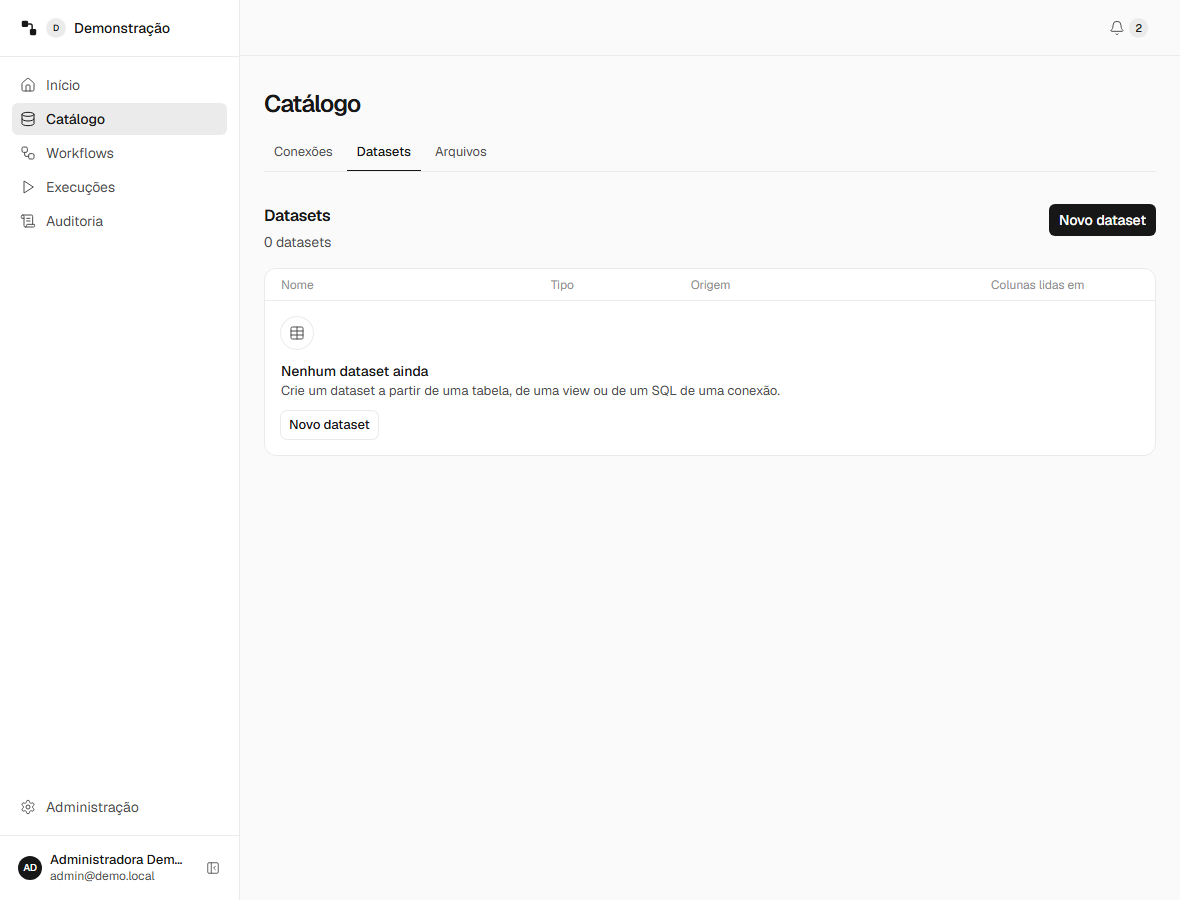 D Demonstração
2
Início
Catálogo
Workflows
Execuções
Auditoria
Catálogo
Conexões Datasets Arquivos
Datasets
Novo dataset
0 datasets
Nome Tipo Origem Colunas lidas em
Nenhum dataset ainda
Crie um dataset a partir de uma tabela, de uma view ou de um SQL de uma conexão.
Novo dataset
Administração
AD Administradora Dem...
admin@demo.local